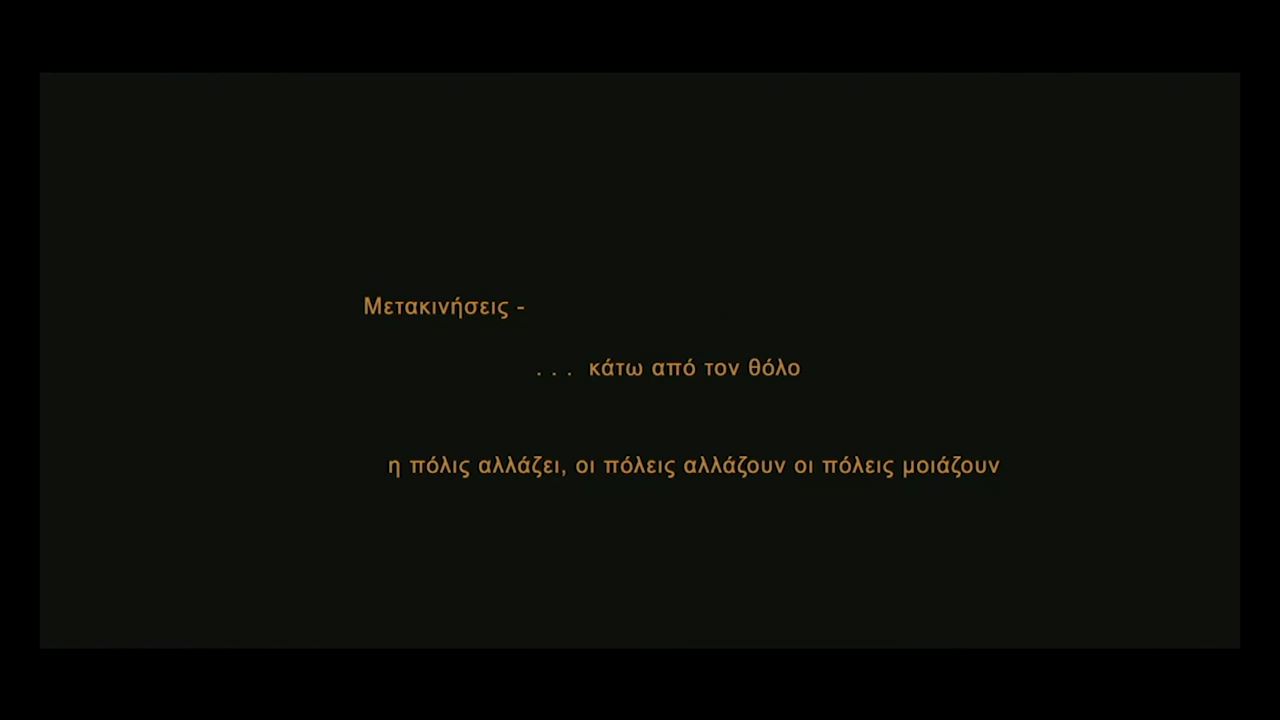 Μετακινήσεις -
. . . κάτω από τον θόλο
η πόλις αλλάζει, οι πόλεις αλλάζουν οι πόλεις μοιάζουν